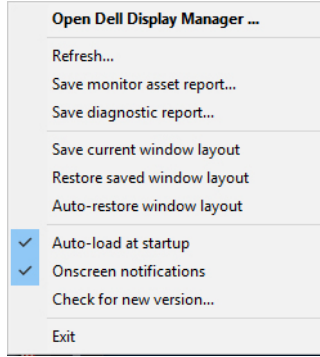 Open Dell Display Manager ...
Refresh...
Save monitor asset report...
Save diagnostic report...
Save current window layout
Restore saved window layout
Auto-restore window layout
Auto-load at startup
Onscreen notifications
Check for new version...
Exit